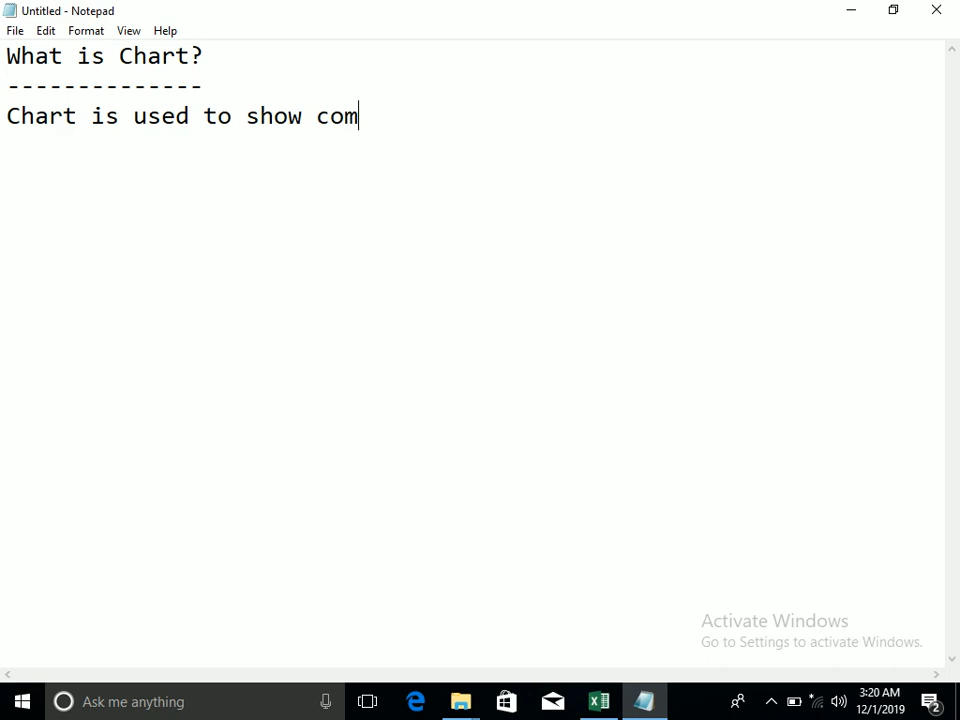 Untitled - Notepad
File Edit Format View Help
What is Chart?
--------------
Chart is used to show com
Activate Windows
Go to Settings to activate Windows.
Ask me anything
3:20 AM
12/1/2019
2